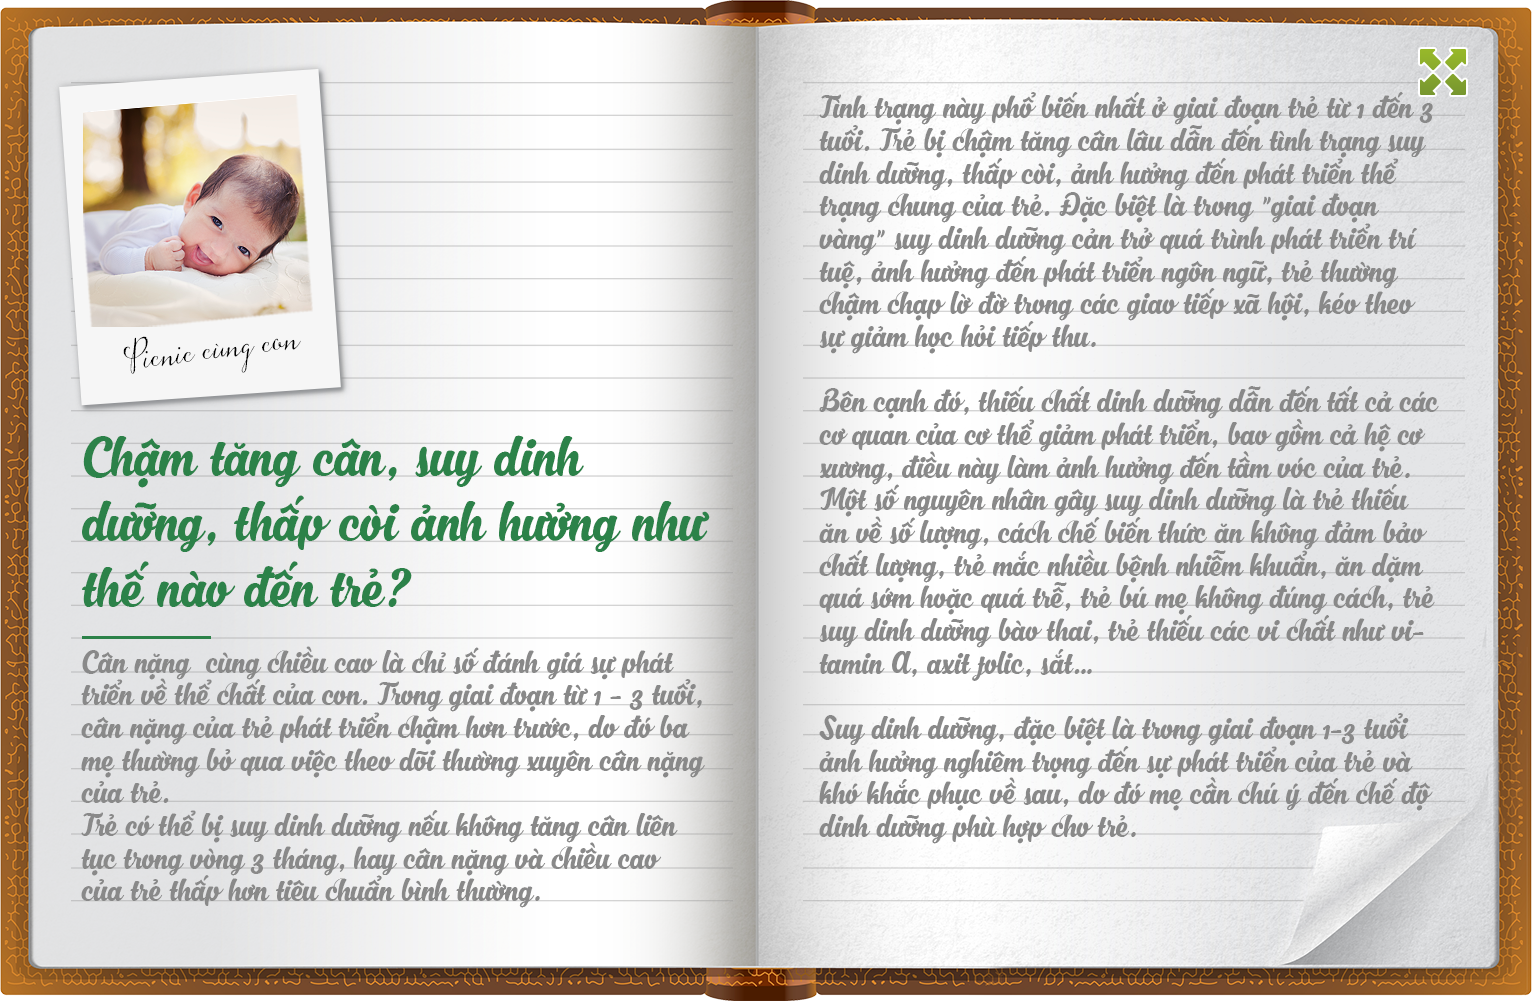 Picnic cùng con
Chậm tăng cân, suy dinh
dưỡng, thấp còi ảnh hưởng như
thế nào đến trẻ?
Cân nặng  cùng chiều cao là chỉ số đánh giá sự phát
triển về thể chất của con. Trong giai đoạn từ 1 - 3 tuổi,
cân nặng của trẻ phát triển chậm hơn trước, do đó ba
mẹ thường bỏ qua việc theo dõi thường xuyên cân nặng
của trẻ.
Trẻ có thể bị suy dinh dưỡng nếu không tăng cân liên
tục trong vòng 3 tháng, hay cân nặng và chiều cao
của trẻ thấp hơn tiêu chuẩn bình thường.
Tình trạng này phổ biến nhất ở giai đoạn trẻ từ 1 đến 3
tuổi. Trẻ bị chậm tăng cân lâu dẫn đến tình trạng suy
dinh dưỡng, thấp còi, ảnh hưởng đến phát triển thể
trạng chung của trẻ. Đặc biệt là trong "giai đoạn
vàng" suy dinh dưỡng cản trở quá trình phát triển trí
tuệ, ảnh hưởng đến phát triển ngôn ngữ, trẻ thường
chậm chạp lờ đờ trong các giao tiếp xã hội, kéo theo
sự giảm học hỏi tiếp thu.
Bên cạnh đó, thiếu chất dinh dưỡng dẫn đến tất cả các
cơ quan của cơ thể giảm phát triển, bao gồm cả hệ cơ
xương, điều này làm ảnh hưởng đến tầm vóc của trẻ.
Một số nguyên nhân gây suy dinh dưỡng là trẻ thiếu
ăn về số lượng, cách chế biến thức ăn không đảm bảo
chất lượng, trẻ mắc nhiều bệnh nhiễm khuẩn, ăn dặm
quá sớm hoặc quá trễ, trẻ bú mẹ không đúng cách, trẻ
suy dinh dưỡng bào thai, trẻ thiếu các vi chất như vi-
tamin A, axit folic, sắt...
Suy dinh dưỡng, đặc biệt là trong giai đoạn 1-3 tuổi
ảnh hưởng nghiêm trọng đến sự phát triển của trẻ và
khó khắc phục về sau, do đó mẹ cần chú ý đến chế độ
dinh dưỡng phù hợp cho trẻ.